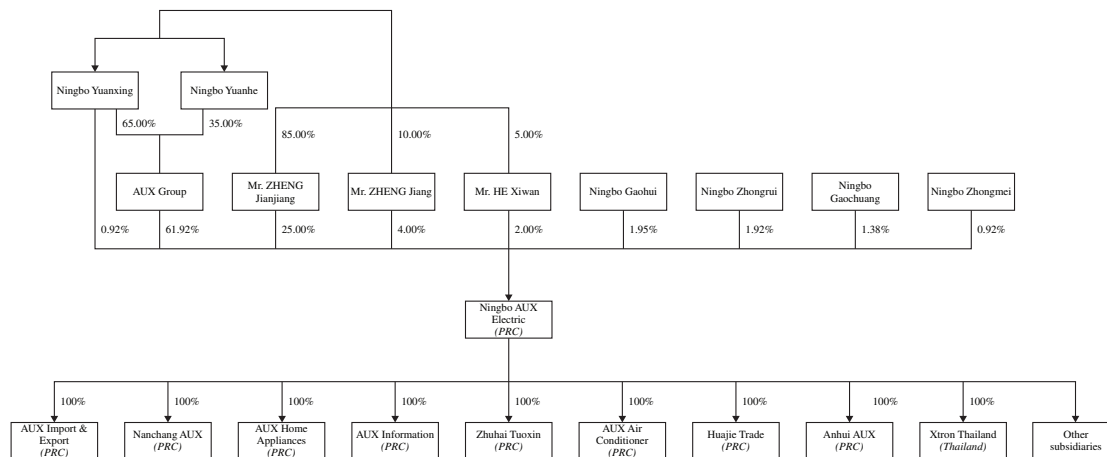 Ningbo Yuanxing
Ningbo Yuanhe
65.00%
35.00%
85.00%
10.00%
5.00%
AUX Group
Mr. ZHENG
Jianjiang
Mr. ZHENG Jiang
Mr. HE Xiwan
Ningbo Gaohui
Ningbo Zhongrui
Ningbo
Gaochuang
Ningbo Zhongmei
0.92%
61.92%
25.00%
4.00%
2.00%
1.95%
1.92%
1.38%
0.92%
Ningbo AUX
Electric
(PRC)
100%
100%
100%
100%
100%
100%
100%
100%
100%
AUX Import &
Export
(PRC)
Nanchang AUX
(PRC)
AUX Home
Appliances
(PRC)
AUX Information
(PRC)
Zhuhai Tuoxin
(PRC)
AUX Air
Conditioner
(PRC)
Huajie Trade
(PRC)
Anhui AUX
(PRC)
Xtron Thailand
(Thailand)
Other
subsidiaries